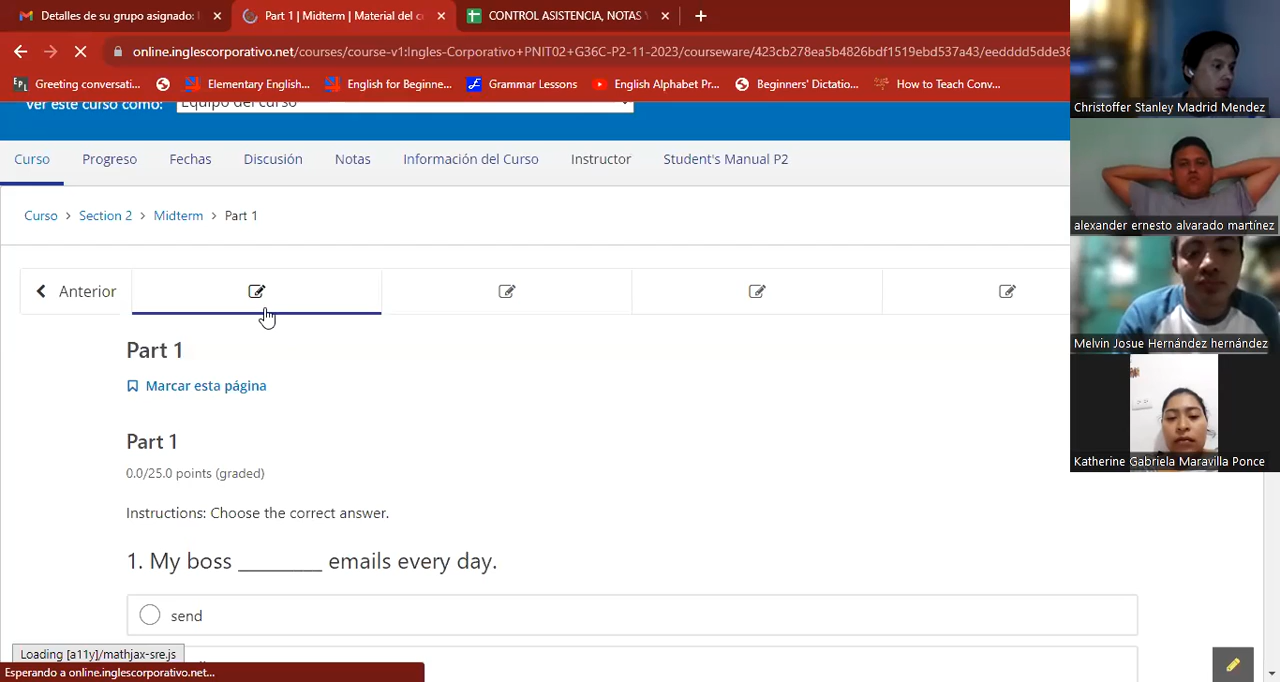 Detalles de su grupo asignado:
Part 1 | Midterm | Material del c
CONTROL ASISTENCIA, NOTAS
online.inglescorporativo.net/courses/course-v1:Ingles-Corporativo+PNIT02+G36C-P2-11-2023/courseware/423cb278ea5b4826bdf1519ebd537a43/eedddd5dde36
Greeting conversati...
Elementary English...
English for Beginne...
Grammar Lessons
English Alphabet Pr...
Beginners' Dictatio...
How to Teach Conv...
Ver este curso como:
Equipo del curso
Curso
Progreso
Fechas
Discusión
Notas
Información del Curso
Instructor
Student's Manual P2
Curso > Section 2 > Midterm > Part 1
Anterior
Part 1
Marcar esta página
Part 1
0.0/25.0 points (graded)
Instructions: Choose the correct answer.
1. My boss _______ emails every day.
send
Loading [a11y]/mathjax-sre.js
Esperando a online.inglescorporativo.net...
Christoffer Stanley Madrid Mendez
alexander ernesto alvarado martínez
Melvin Josue Hernández hernández
Katherine Gabriela Maravilla Ponce